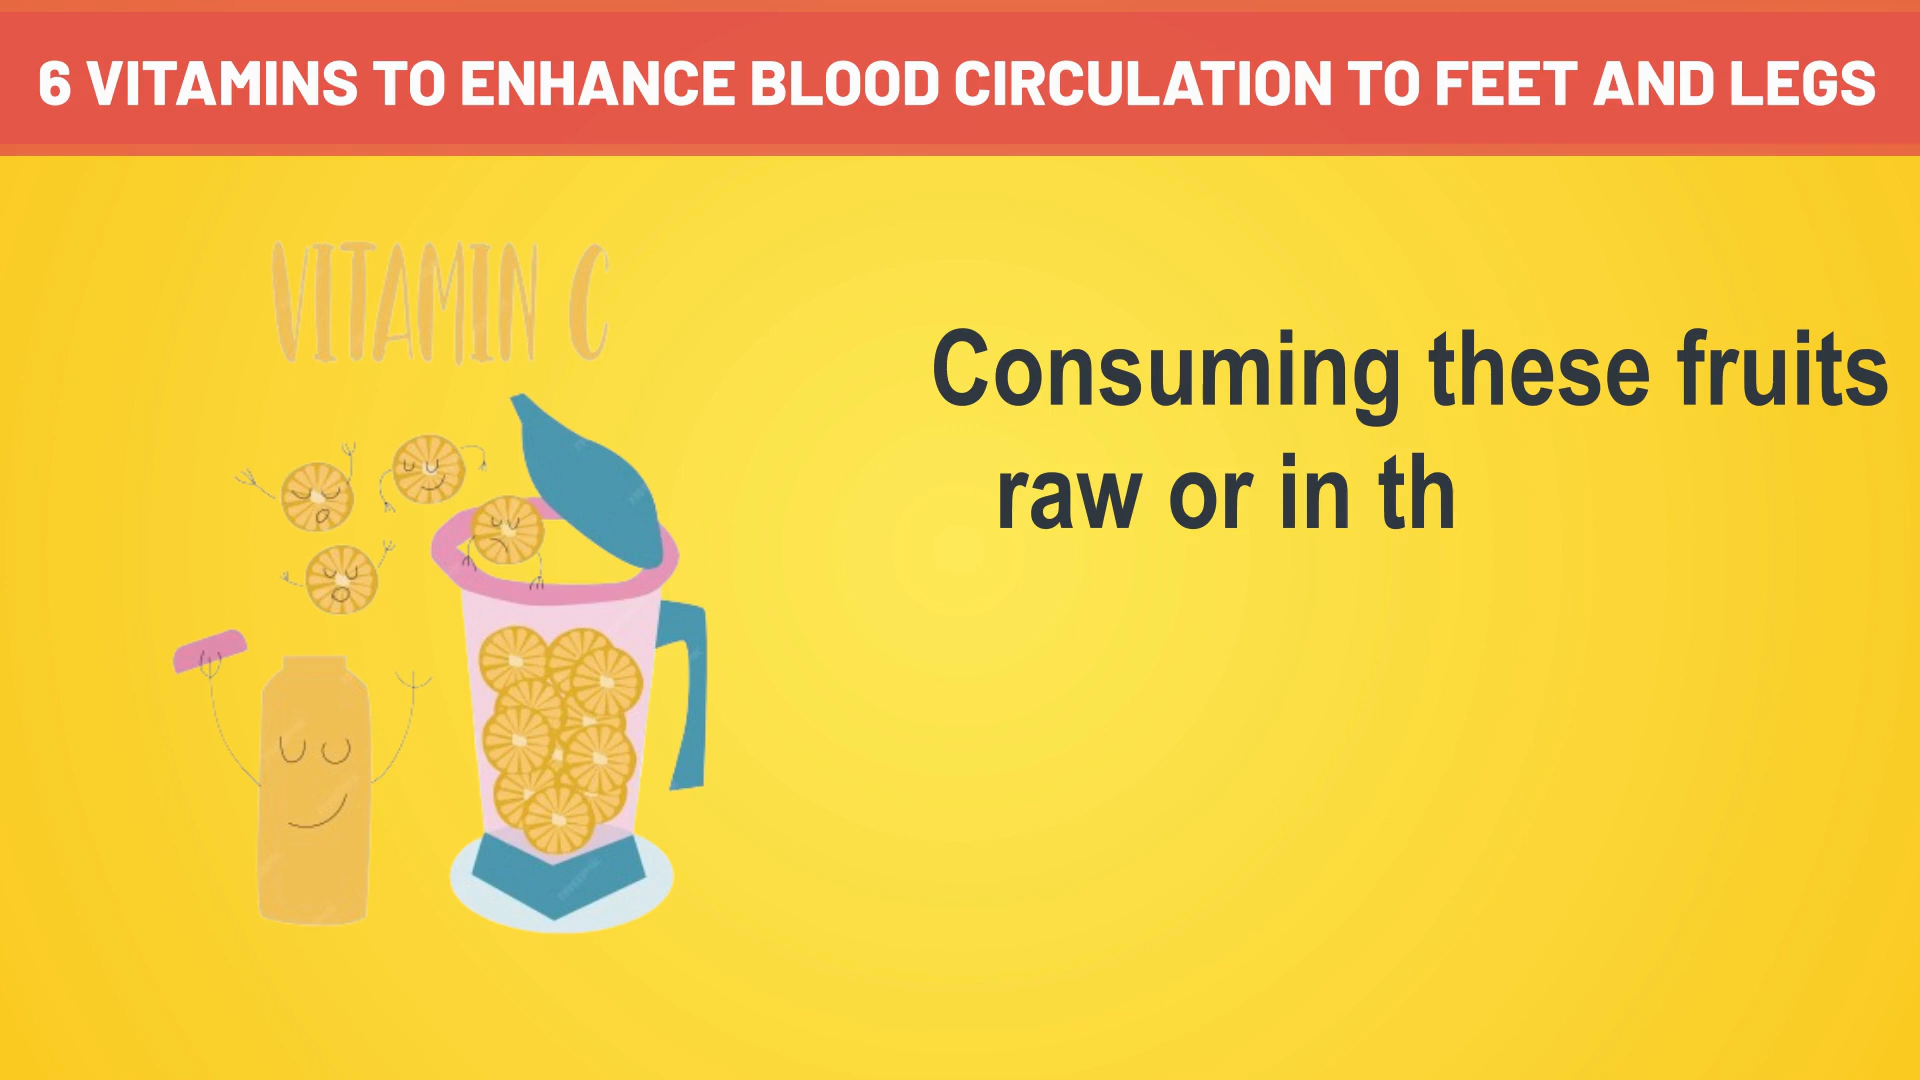 6 VITAMINS TO ENHANCE BLOOD CIRCULATION TO FEET AND LEGS
VITAMIN C
Consuming these fruits
raw or in th